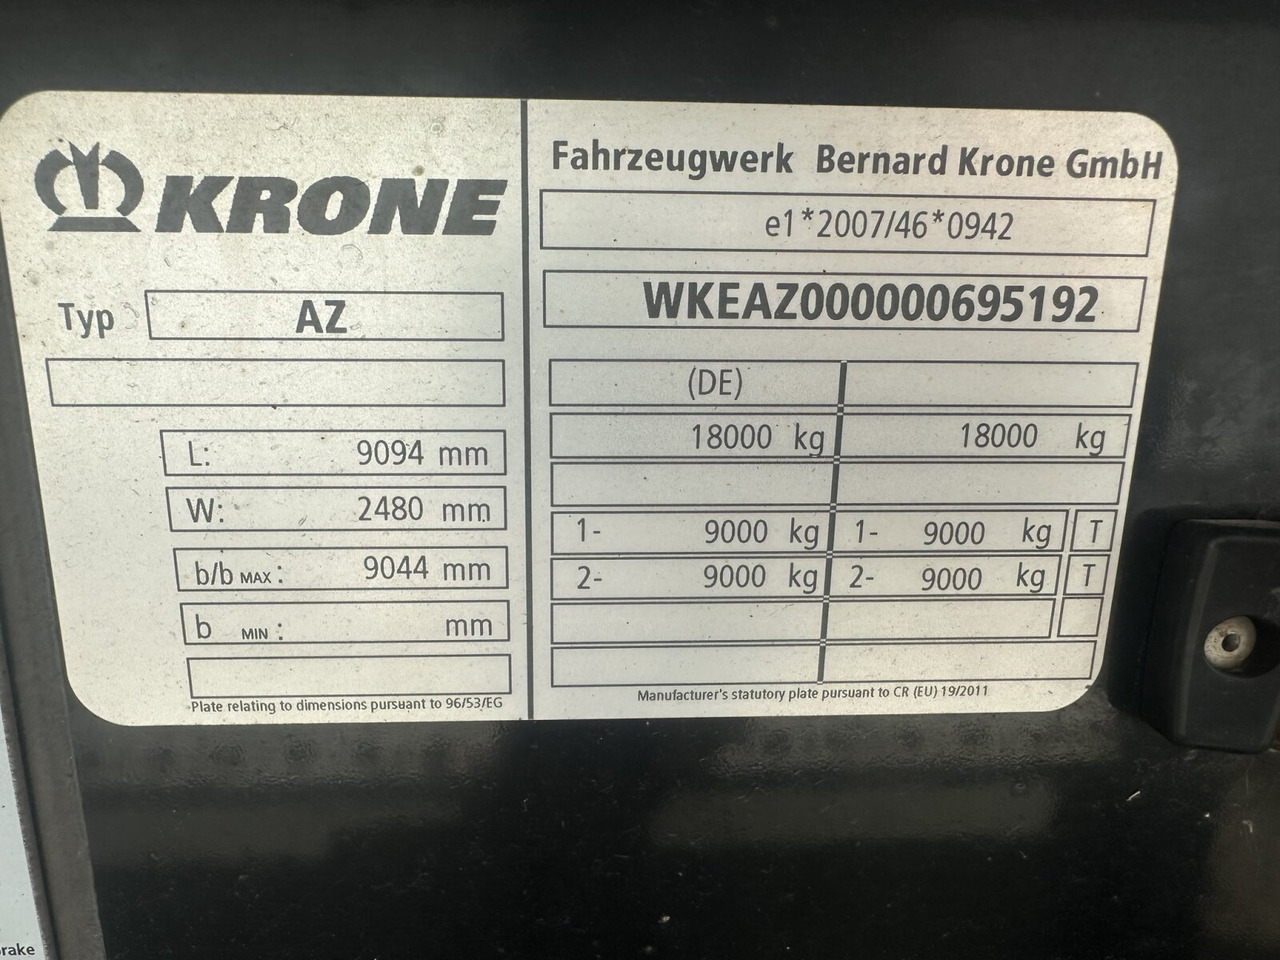 KRONE
Typ AZ
L: 9094 mm
W: 2480 mm
b/b MAX : 9044 mm
b MIN : mm
Plate relating to dimensions pursuant to 96/53/EG
Fahrzeugwerk Bernard Krone GmbH
e1*2007/46*0942
WKEAZ000000695192
(DE)
18000 kg 18000 kg
1- 9000 kg 1- 9000 kg T
2- 9000 kg 2- 9000 kg T
Manufacturer's statutory plate pursuant to CR (EU) 19/2011
rake